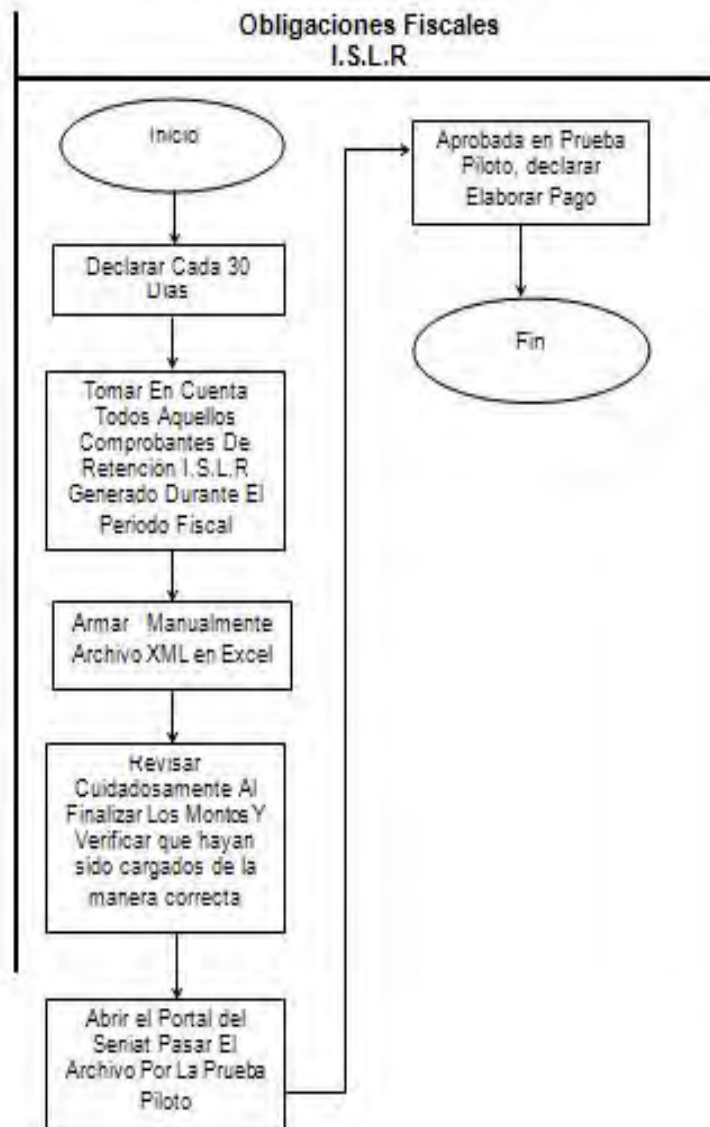 Obligaciones Fiscales
I.S.L.R
Inicio
Declarar Cada 30
Dias
Tomar En Cuenta
Todos Aquellos
Comprobantes De
Retención I.S.L.R
Generado Durante El
Periodo Fiscal
Armar Manualmente
Archivo XML en Excel
Revisar
Cuidadosamente Al
Finalizar Los Montos Y
Verificar que hayan
sido cargados de la
manera correcta
Abrir el Portal del
Seniat Pasar El
Archivo Por La Prueba
Piloto
Aprobada en Prueba
Piloto, declarar
Elaborar Pago
Fin